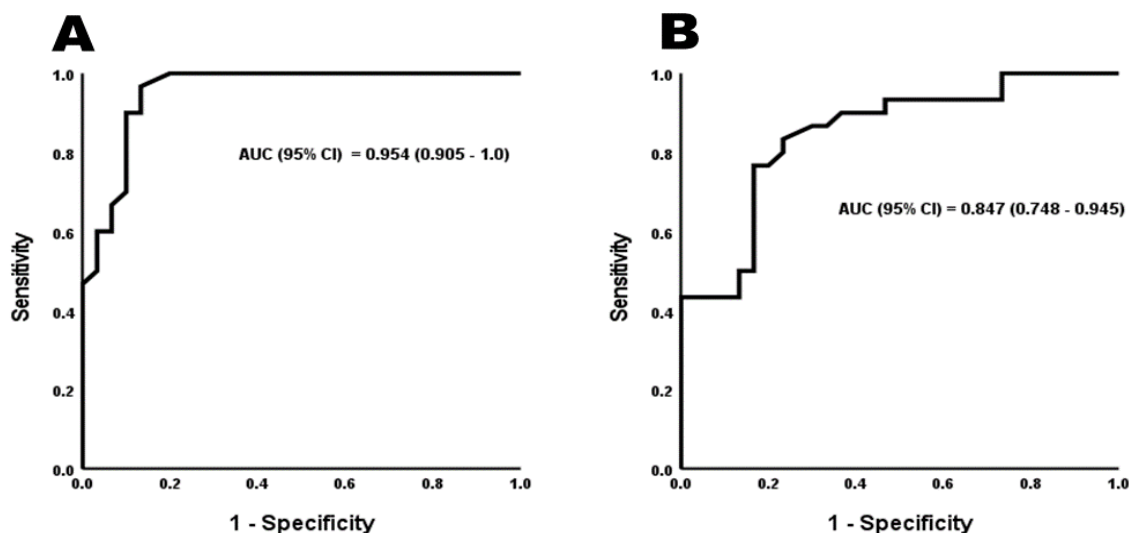 A
1.0
0.8
0.6
0.4
0.2
0.0
Sensitivity
AUC (95% CI) = 0.954 (0.905 - 1.0)
0.0 0.2 0.4 0.6 0.8 1.0
1 - Specificity
B
1.0
0.8
0.6
0.4
0.2
0.0
Sensitivity
AUC (95% CI) = 0.847 (0.748 - 0.945)
0.0 0.2 0.4 0.6 0.8 1.0
1 - Specificity